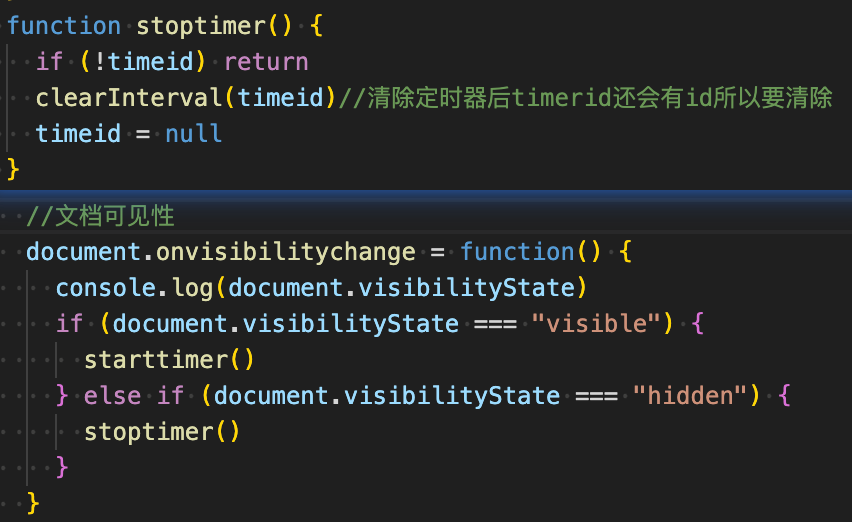 function stoptimer() {
if (!timeid) return
clearInterval(timeid)//清除定时器后timerid还会有id所以要清除
timeid = null
}
//文档可见性
document.onvisibilitychange = function() {
console.log(document.visibilityState)
if (document.visibilityState === "visible") {
starttimer()
} else if (document.visibilityState === "hidden") {
stoptimer()
}
}